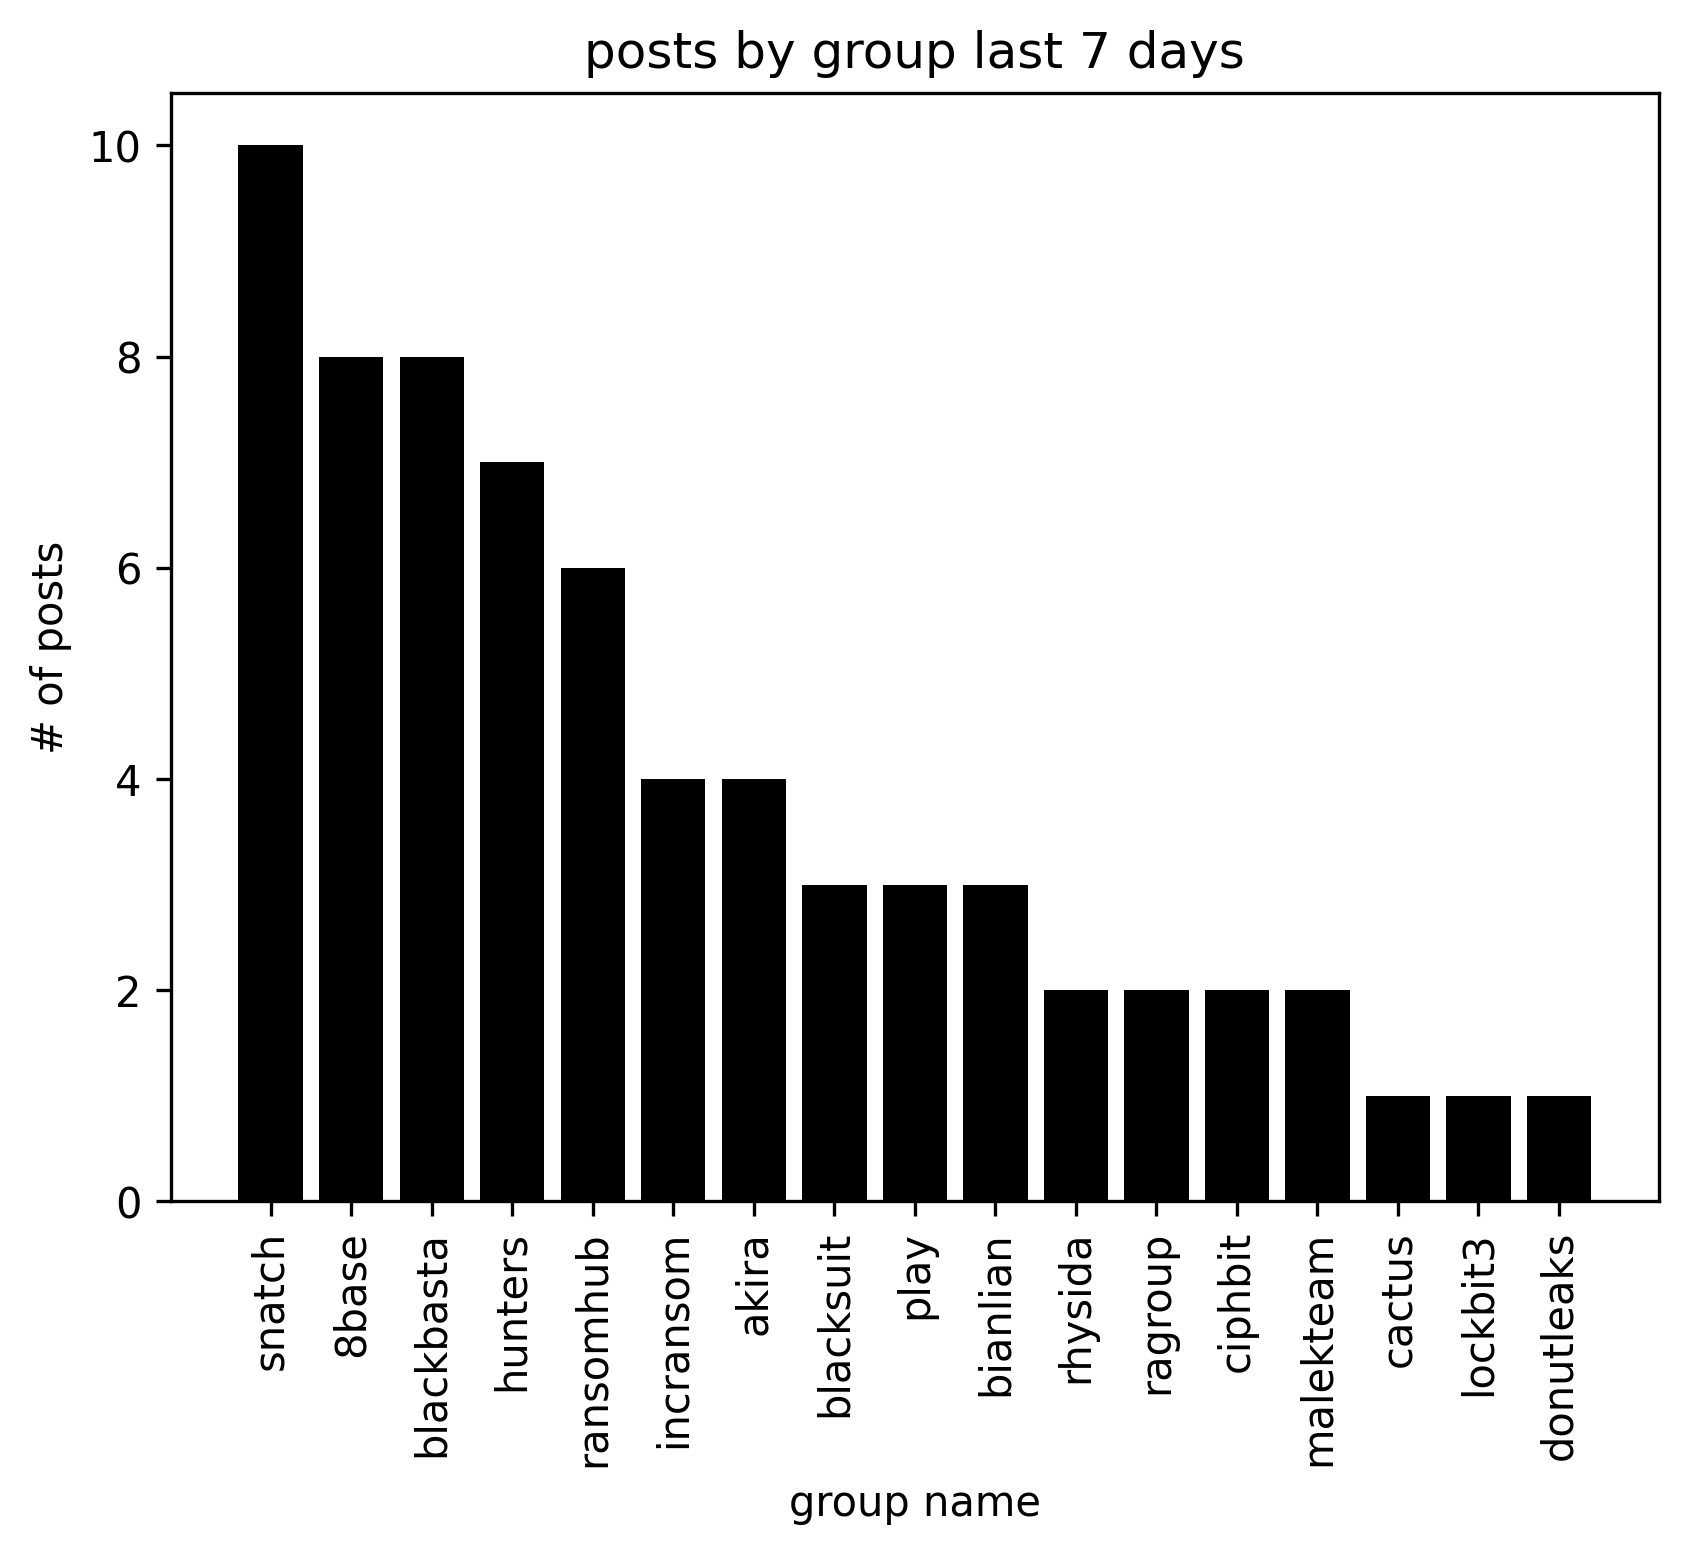 posts by group last 7 days
# of posts
10
8
6
4
2
0
snatch
8base
blackbasta
hunters
ransomhub
incransom
akira
blacksuit
play
bianlian
rhysida
ragroup
ciphbit
malekteam
cactus
lockbit3
donutleaks
group name